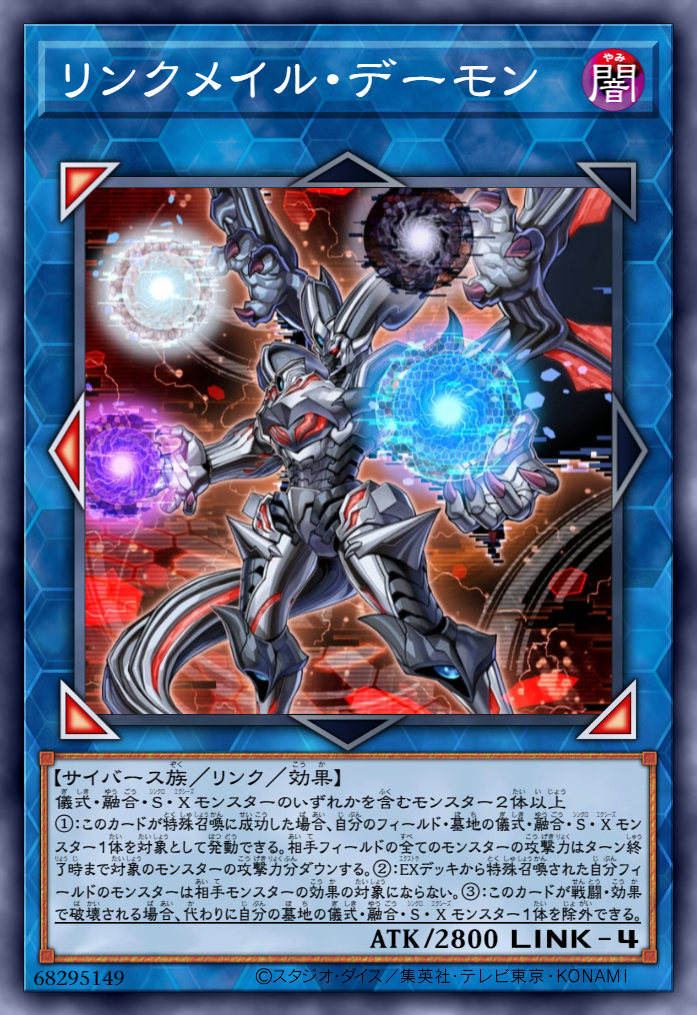 リンクメイル・デーモン
闇
【サイバース族／リンク／効果】
儀式・融合・S・Xモンスターのいずれかを含むモンスター２体以上
①：このカードが特殊召喚に成功した場合、自分のフィールド・墓地の儀式・融合・S・Xモン
スター１体を対象として発動できる。相手フィールドの全てのモンスターの攻撃力はターン終
了時まで対象のモンスターの攻撃力分ダウンする。②：EXデッキから特殊召喚された自分フィ
ールドのモンスターは相手モンスターの効果の対象にならない。③：このカードが戦闘・効果
で破壊される場合、代わりに自分の墓地の儀式・融合・S・Xモンスター１体を除外できる。
ATK/2800 LINK-4
68295149 ©スタジオ・ダイス／集英社・テレビ東京・KONAMI